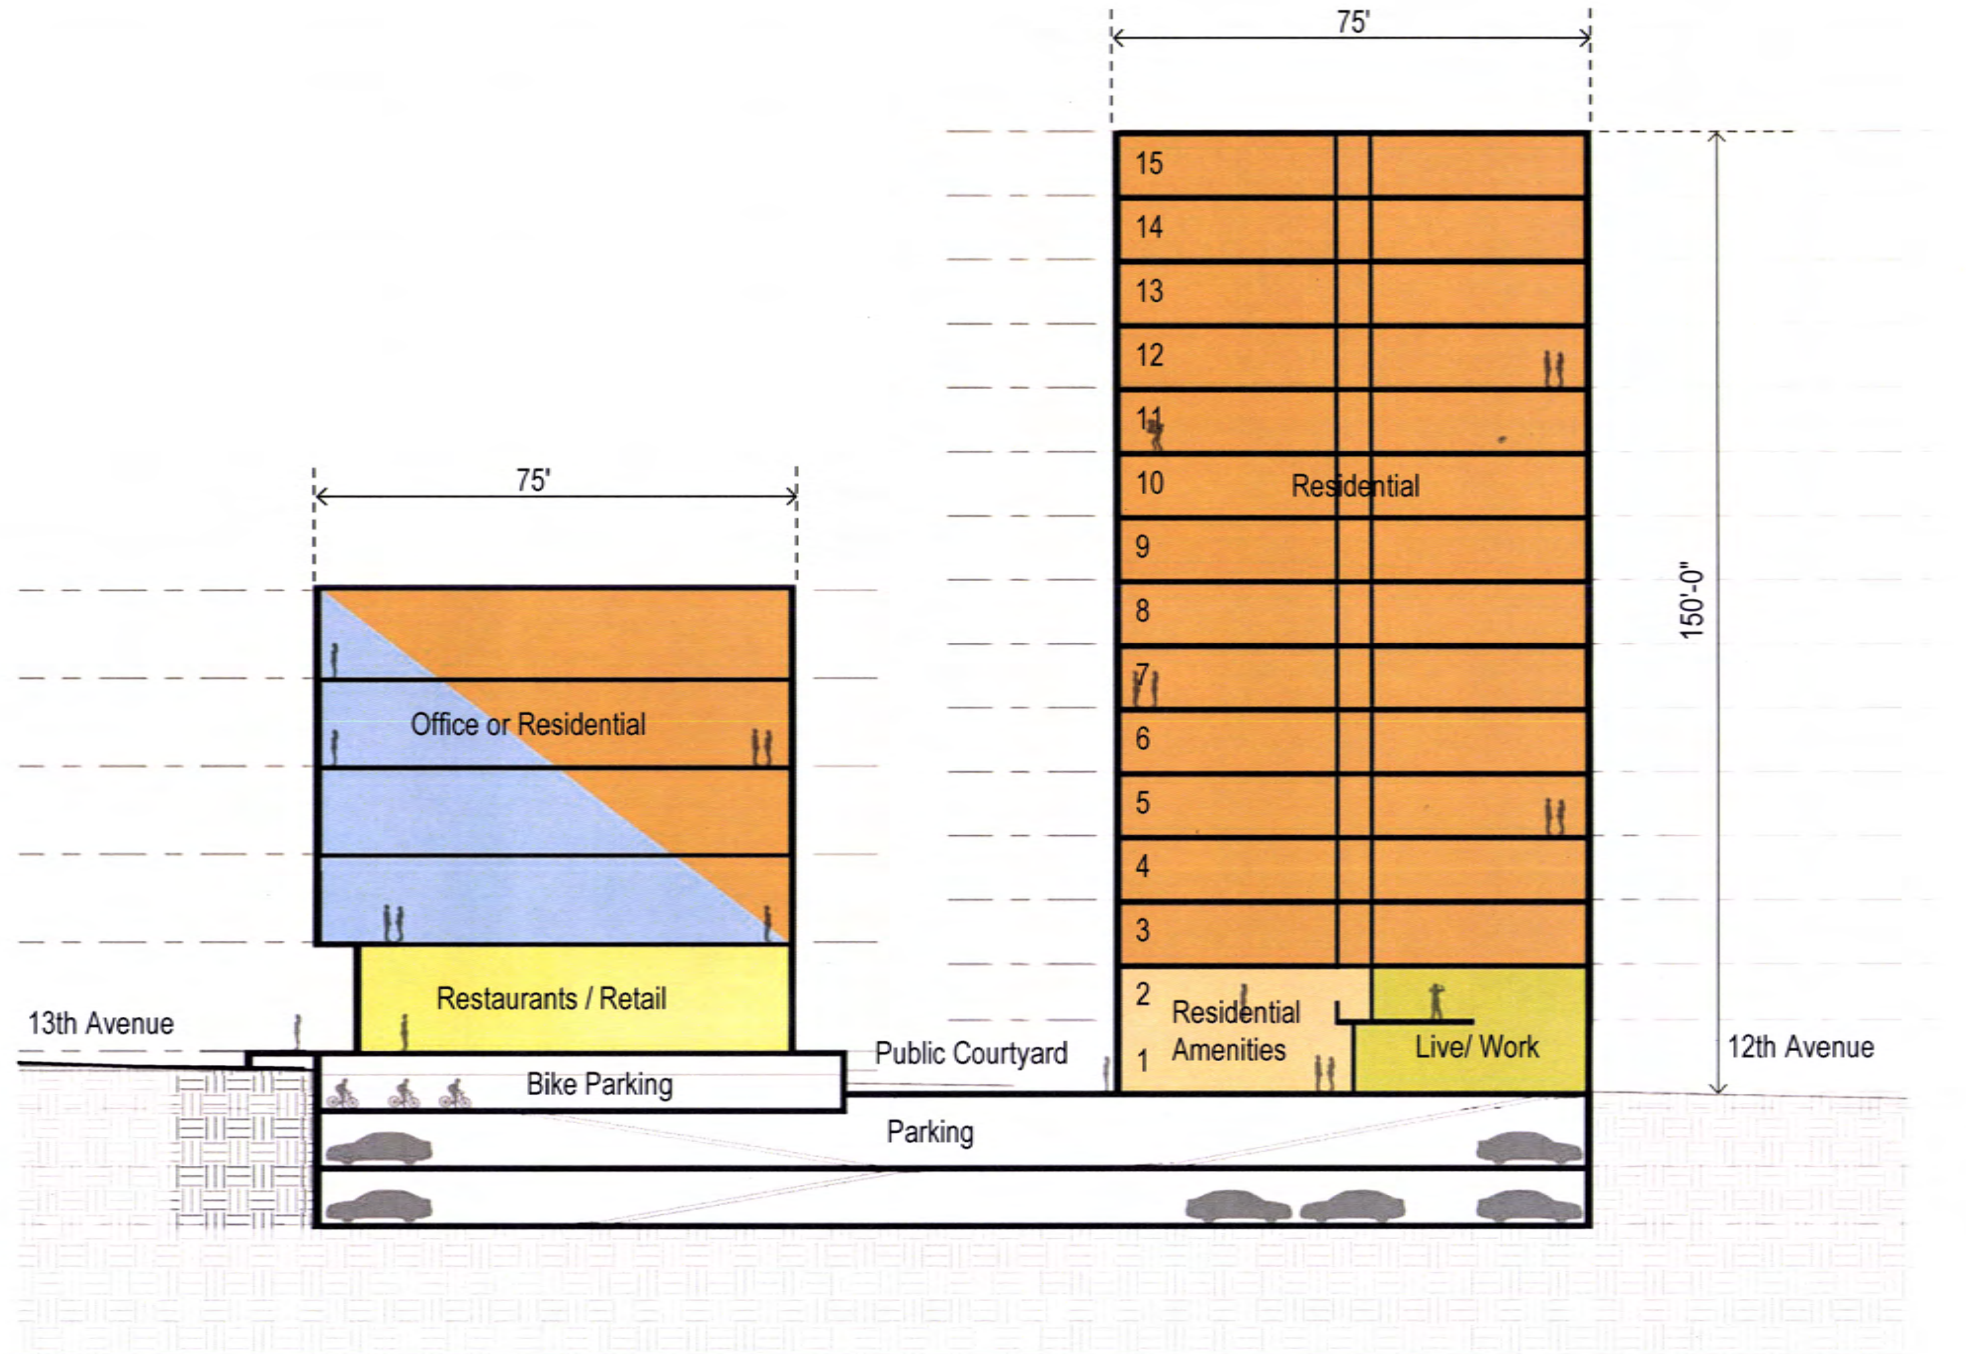 75'
15
14
13
12
11
10
Residential
9
8
7
6
5
4
3
2
Residential
Amenities
1
Live/ Work
150'-0"
12th Avenue
75'
Office or Residential
Restaurants / Retail
13th Avenue
Bike Parking
Public Courtyard
Parking